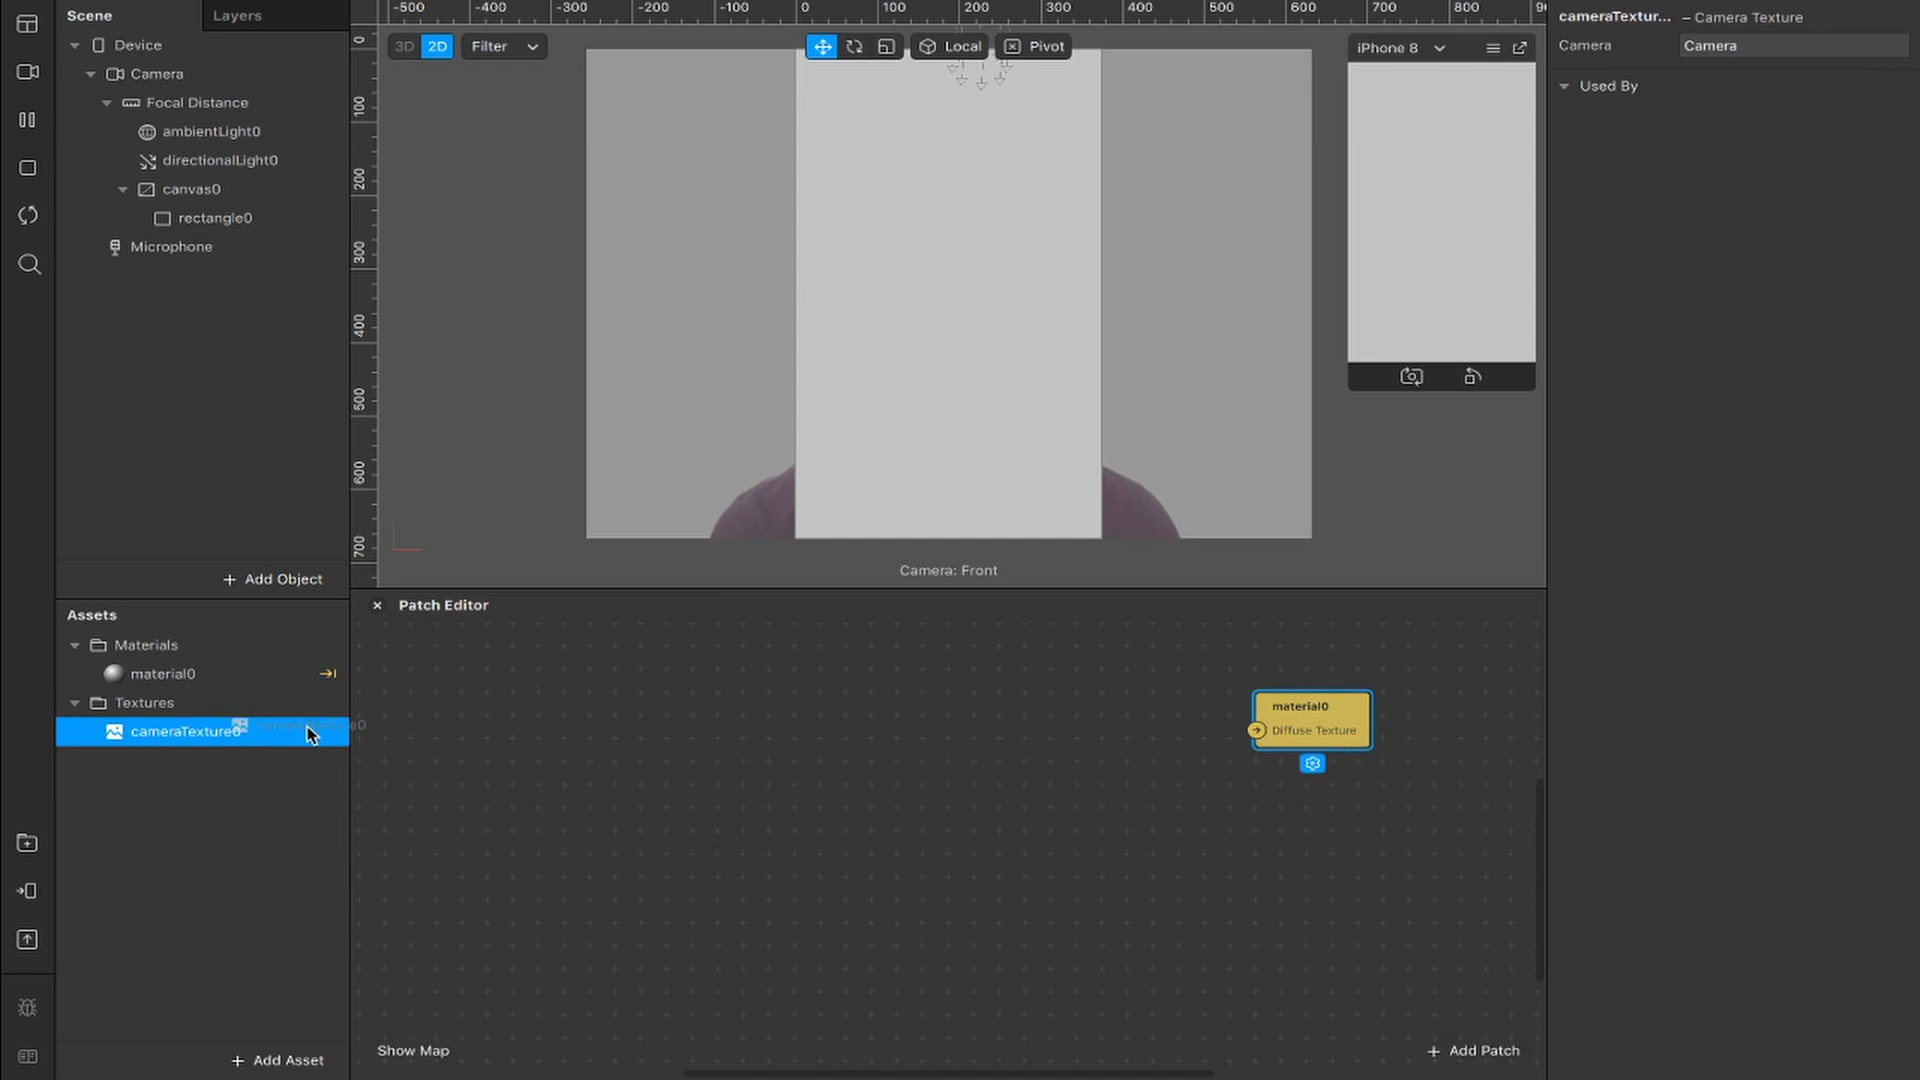 Scene
Layers
Device
Camera
Focal Distance
ambientLight0
directionalLight0
canvas0
rectangle0
Microphone
+ Add Object
Assets
Materials
material0
Textures
cameraTexture0
+ Add Asset
-500 -400 -300 -200 -100 0 100 200 300 400 500 600 700 800
0
100
200
300
400
500
600
700
3D 2D Filter
Local
Pivot
Camera: Front
iPhone 8
Patch Editor
material0
Diffuse Texture
Show Map
+ Add Patch
cameraTextur... – Camera Texture
Camera Camera
Used By